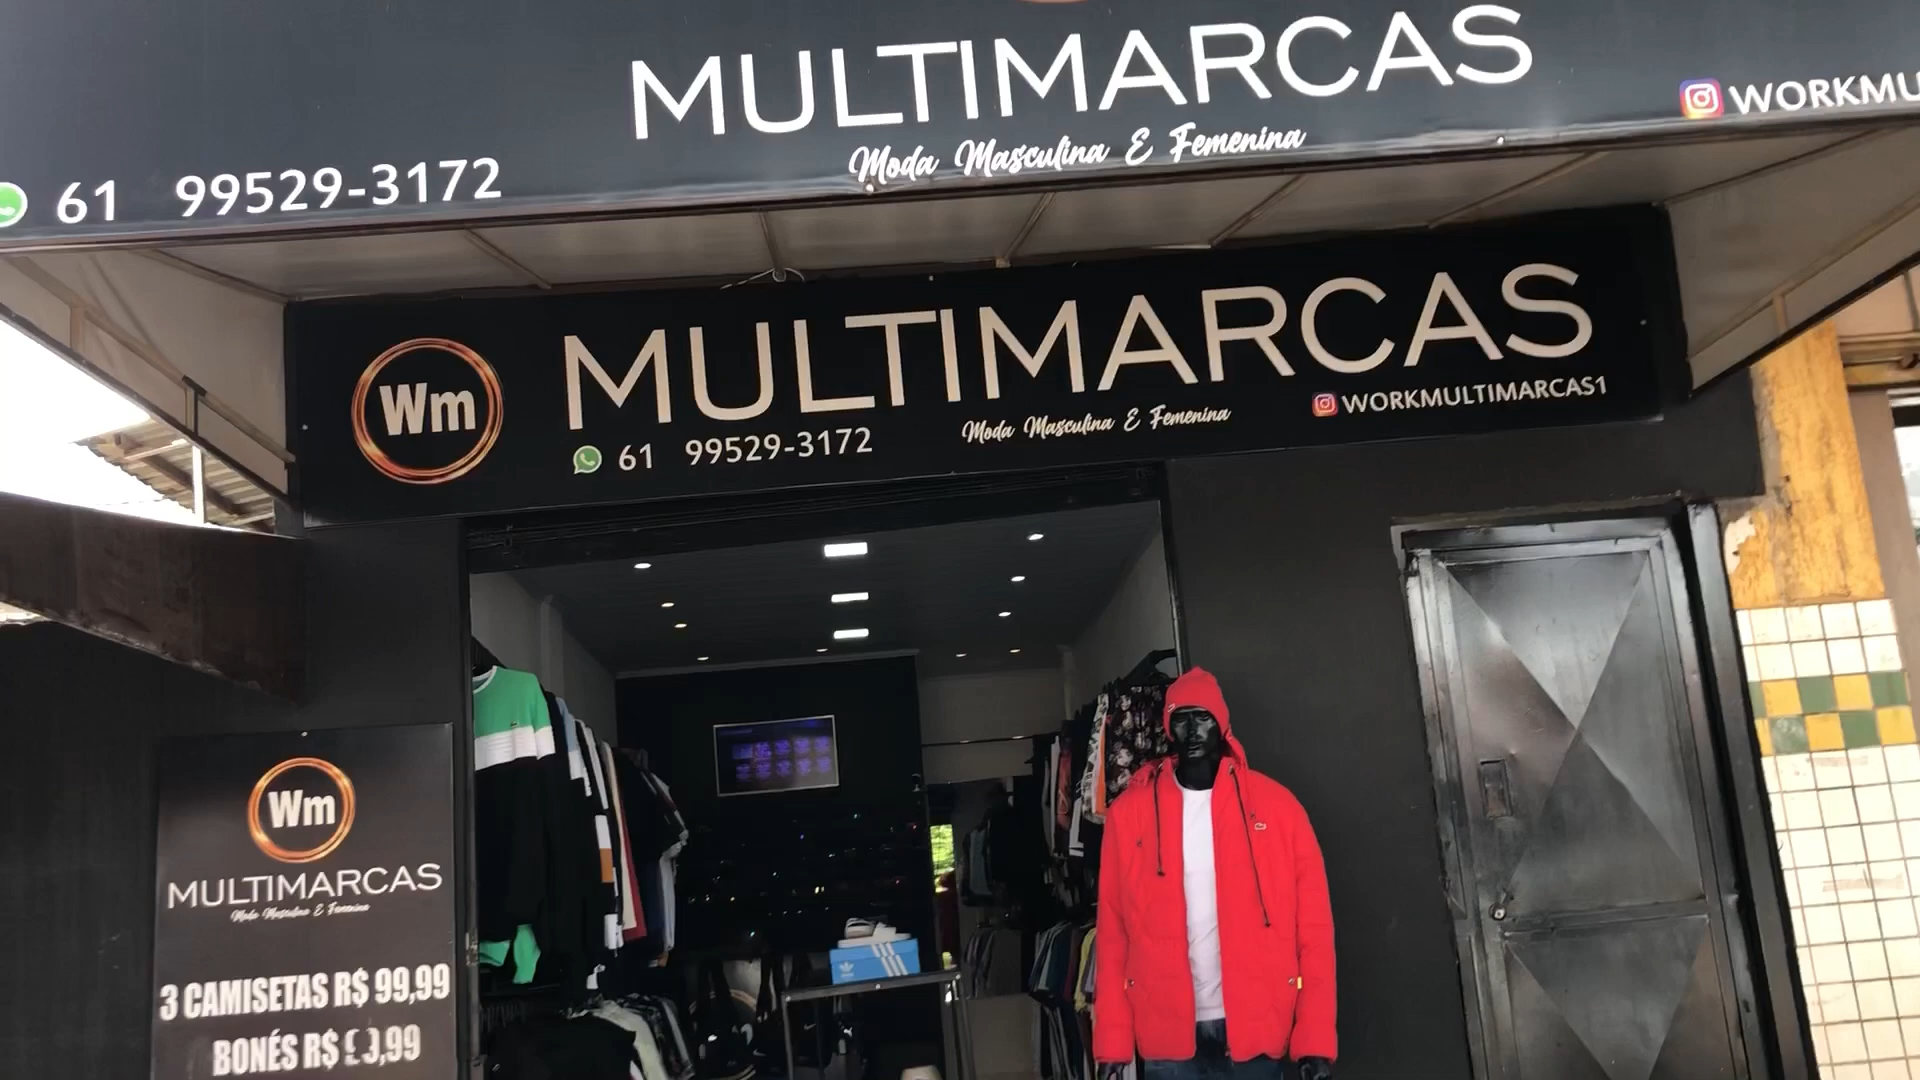 MULTIMARCAS
Moda Masculina E Femenina
WORKMU
61 99529-3172
Wm
MULTIMARCAS
61 99529-3172
Moda Masculina E Femenina
WORKMULTIMARCAS1
Wm
MULTIMARCAS
Moda Masculina E Femenina
3 CAMISETAS R$ 99,99
BONÉS R$